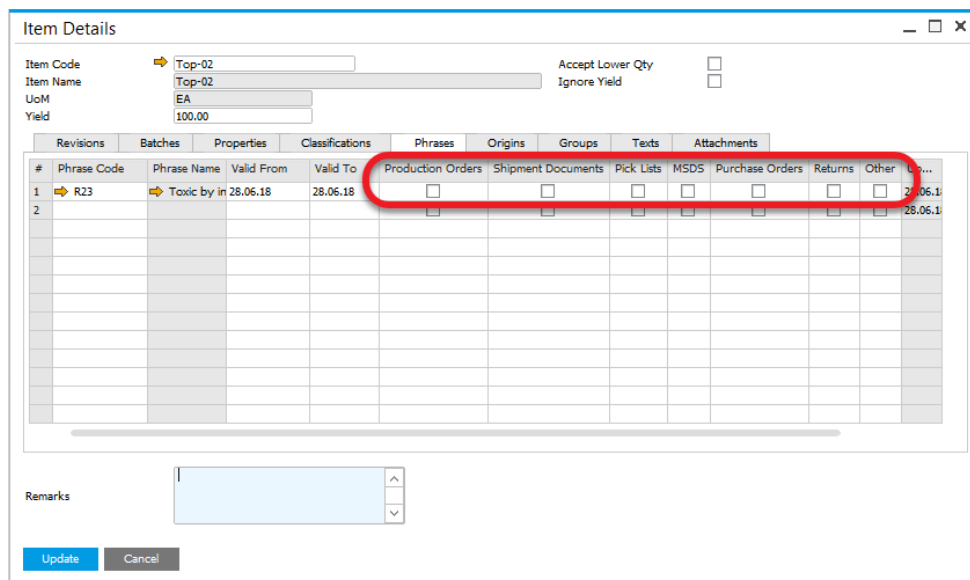 Item Details
Item Code Top-02 Accept Lower Qty
Item Name Top-02 Ignore Yield
UoM EA
Yield 100.00
Revisions Batches Properties Classifications Phrases Origins Groups Texts Attachments
# Phrase Code Phrase Name Valid From Valid To Production Orders Shipment Documents Pick Lists MSDS Purchase Orders Returns Other
1 R23 Toxic by in 28.06.18 28.06.18
2 28.06.1
Remarks
Update Cancel